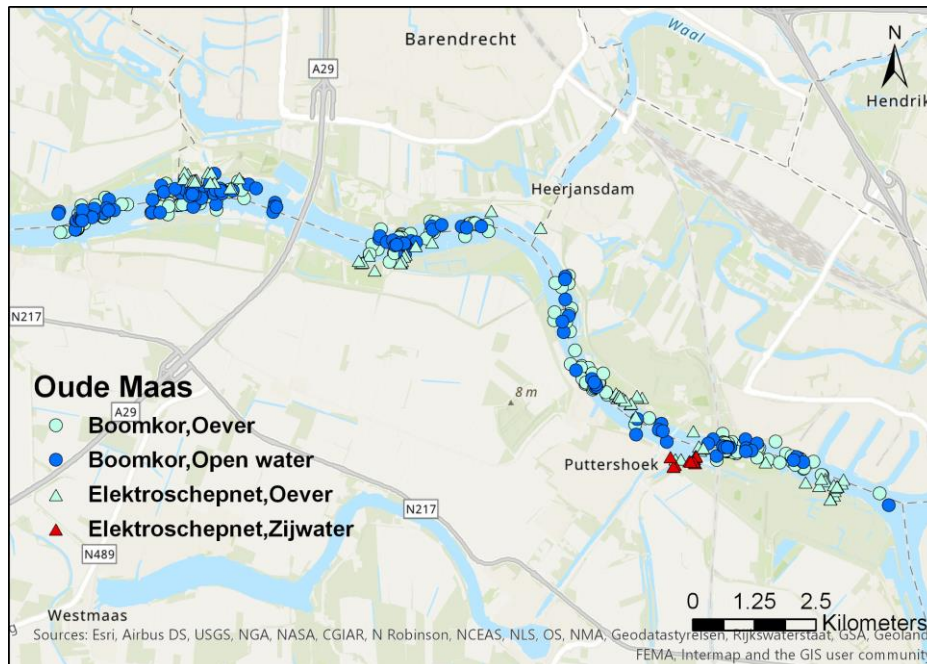 Waal
Barendrecht
N
A29
Hendrik
Heerjansdam
N217
Oude Maas
8 m
A29
Boomkor,Oever
Boomkor,Open water
Puttershoek
Elektroschepnet,Oever
Elektroschepnet,Zijwater
N217
N489
0 1.25 2.5
Kilometers
Westmaas
Sources: Esri, Airbus DS, USGS, NGA, NASA, CGIAR, N Robinson, NCEAS, NLS, OS, NMA, Geodatastyrelsen, Rijkswaterstaat, GSA, Geoland
FEMA, Intermap and the GIS user community